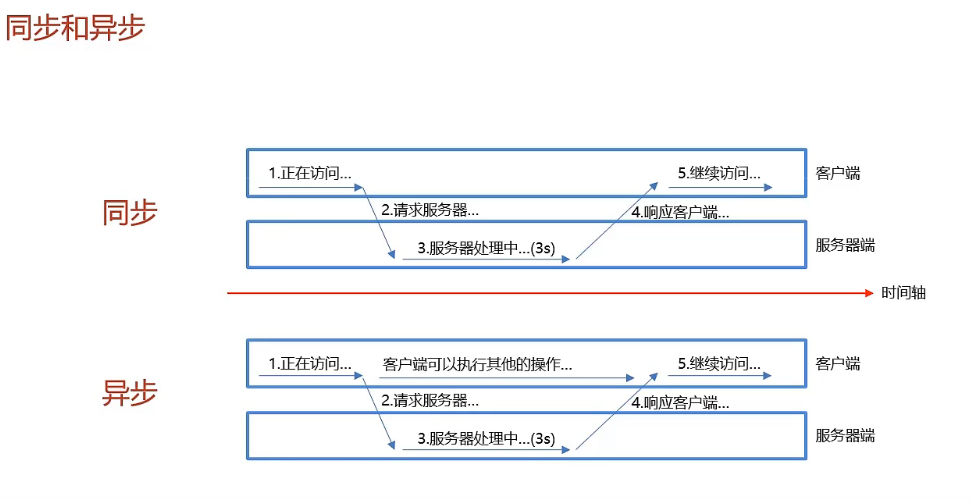 同步和异步
1.正在访问...
5.继续访问...
客户端
同步
2.请求服务器...
4.响应客户端...
3.服务器处理中...(3s)
服务器端
时间轴
1.正在访问...
客户端可以执行其他的操作...
5.继续访问...
客户端
异步
2.请求服务器...
4.响应客户端...
3.服务器处理中...(3s)
服务器端